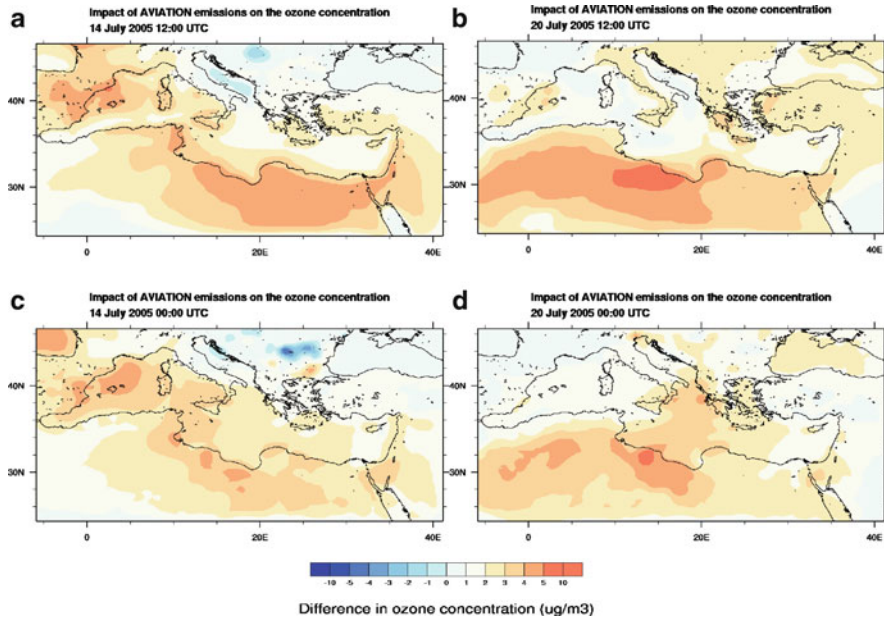 a
Impact of AVIATION emissions on the ozone concentration
14 July 2005 12:00 UTC
40N
30N
0 20E 40E
b
Impact of AVIATION emissions on the ozone concentration
20 July 2005 12:00 UTC
40N
30N
0 20E 40E
c
Impact of AVIATION emissions on the ozone concentration
14 July 2005 00:00 UTC
40N
30N
0 20E 40E
d
Impact of AVIATION emissions on the ozone concentration
20 July 2005 00:00 UTC
40N
30N
0 20E 40E
-10 -5 -4 -3 -2 -1 0 1 2 3 4 5 10
Difference in ozone concentration (ug/m3)